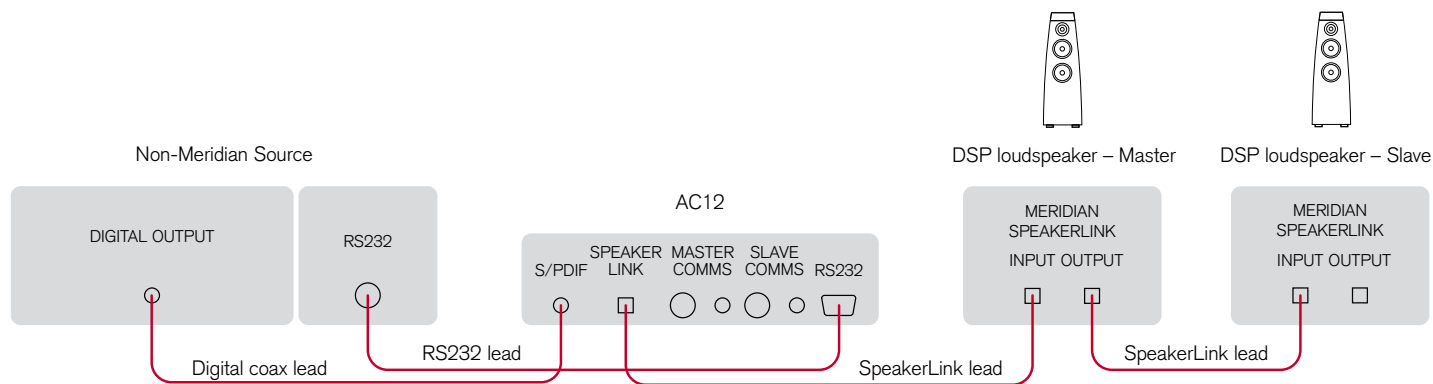 DSP loudspeaker – Master
DSP loudspeaker – Slave
Non-Meridian Source
DIGITAL OUTPUT
RS232
AC12
S/PDIF
SPEAKER
LINK
MASTER
COMMS
SLAVE
COMMS
RS232
MERIDIAN
SPEAKERLINK
INPUT OUTPUT
MERIDIAN
SPEAKERLINK
INPUT OUTPUT
Digital coax lead
RS232 lead
SpeakerLink lead
SpeakerLink lead